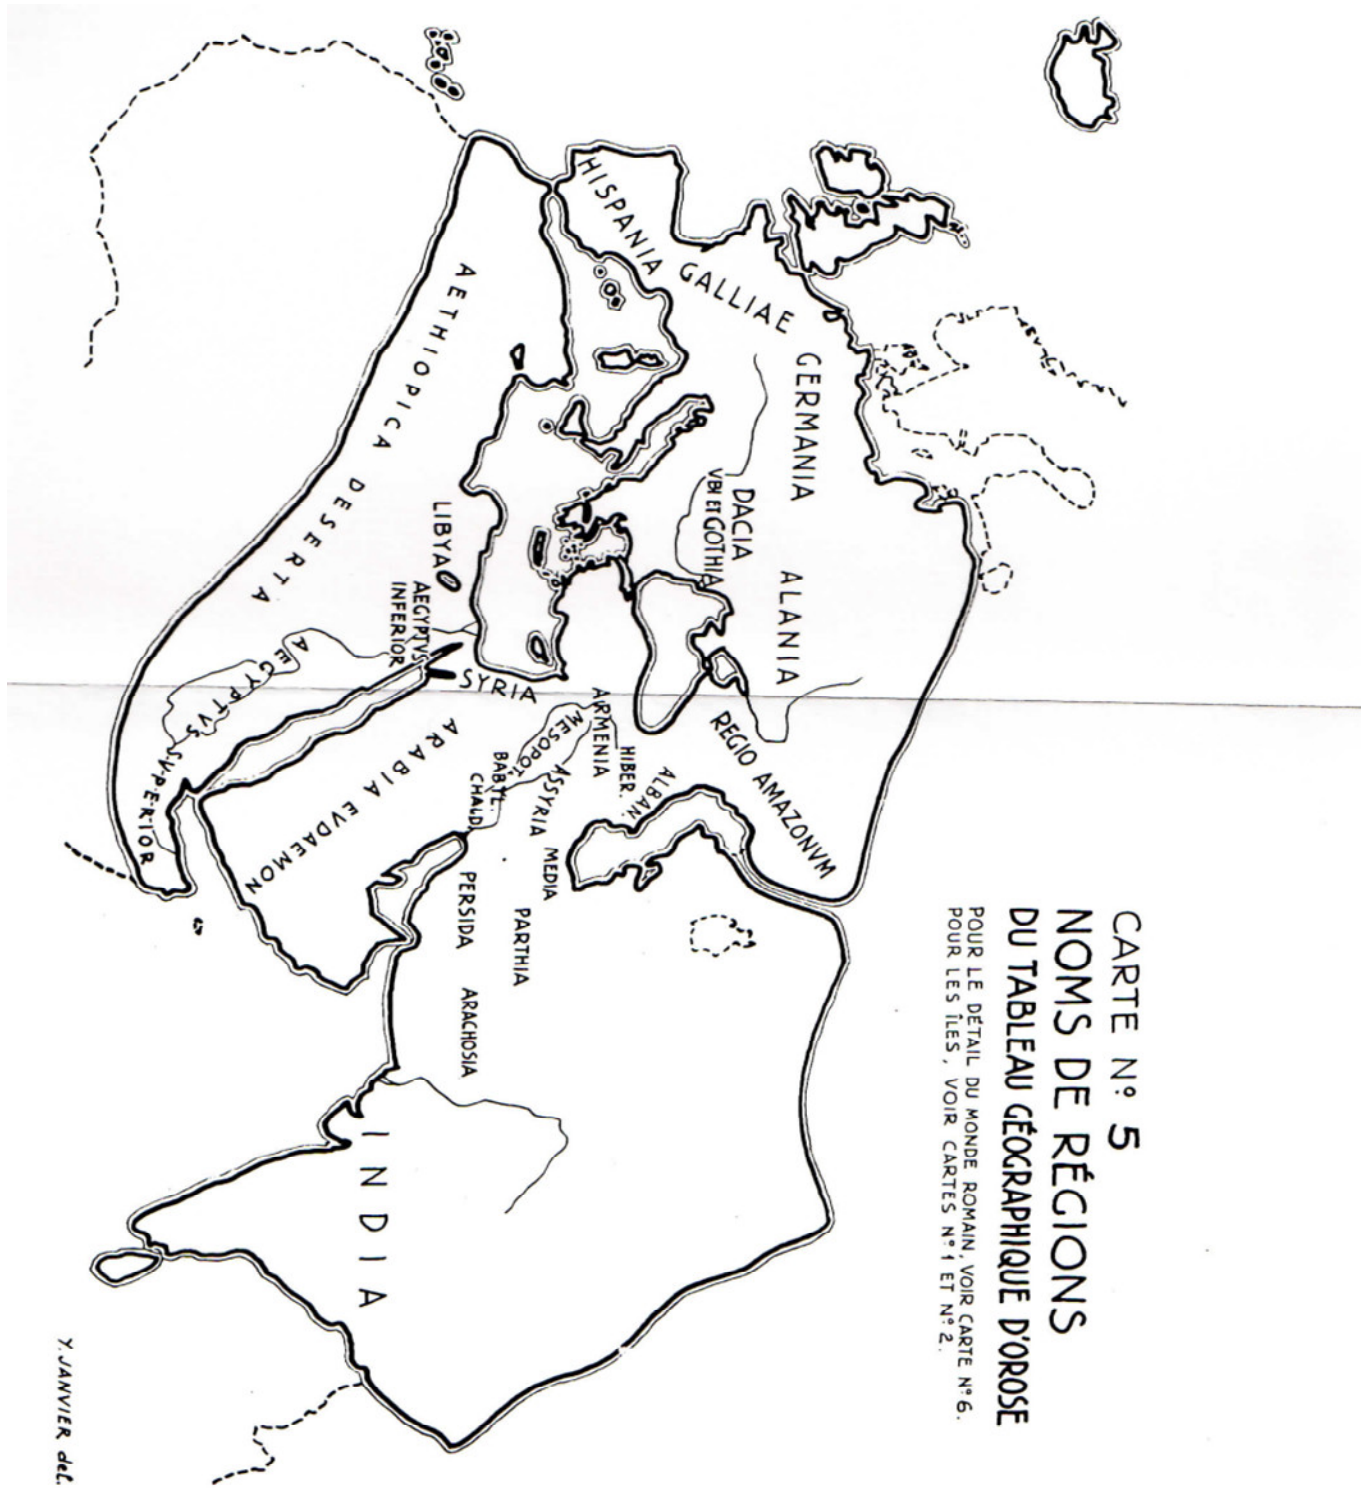 CARTE N° 5
NOMS DE RÉGIONS
DU TABLEAU GÉOGRAPHIQUE D'OROSE
POUR LE DÉTAIL DU MONDE ROMAIN, VOIR CARTE N° 6.
POUR LES ÎLES, VOIR CARTES N° 1 ET N° 2.
HISPANIA
GALLIAE
GERMANIA
DACIA
VBI ET GOTHIA
ALANIA
REGIO AMAZONVM
AETHIOPICA DESERTA
LIBYA
AEGYPTVS
INFERIOR
AEGYPTVS SVPERIOR
SYRIA
ARABIA EVDAEMON
ARMENIA
HIBER.
ALBAN.
MESOPOT.
ASSYRIA
BABYL.
CHALD.
MEDIA
PERSIDA
PARTHIA
ARACHOSIA
INDIA
Y. JANVIER del.